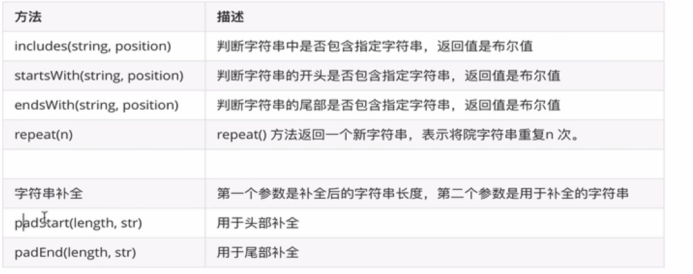 方法 描述
includes(string, position) 判断字符串中是否包含指定字符串，返回值是布尔值
startsWith(string, position) 判断字符串的开头是否包含指定字符串，返回值是布尔值
endsWith(string, position) 判断字符串的尾部是否包含指定字符串，返回值是布尔值
repeat(n) repeat() 方法返回一个新字符串，表示将院字符串重复n 次。
字符串补全 第一个参数是补全后的字符串长度，第二个参数是用于补全的字符串
padStart(length, str) 用于头部补全
padEnd(length, str) 用于尾部补全